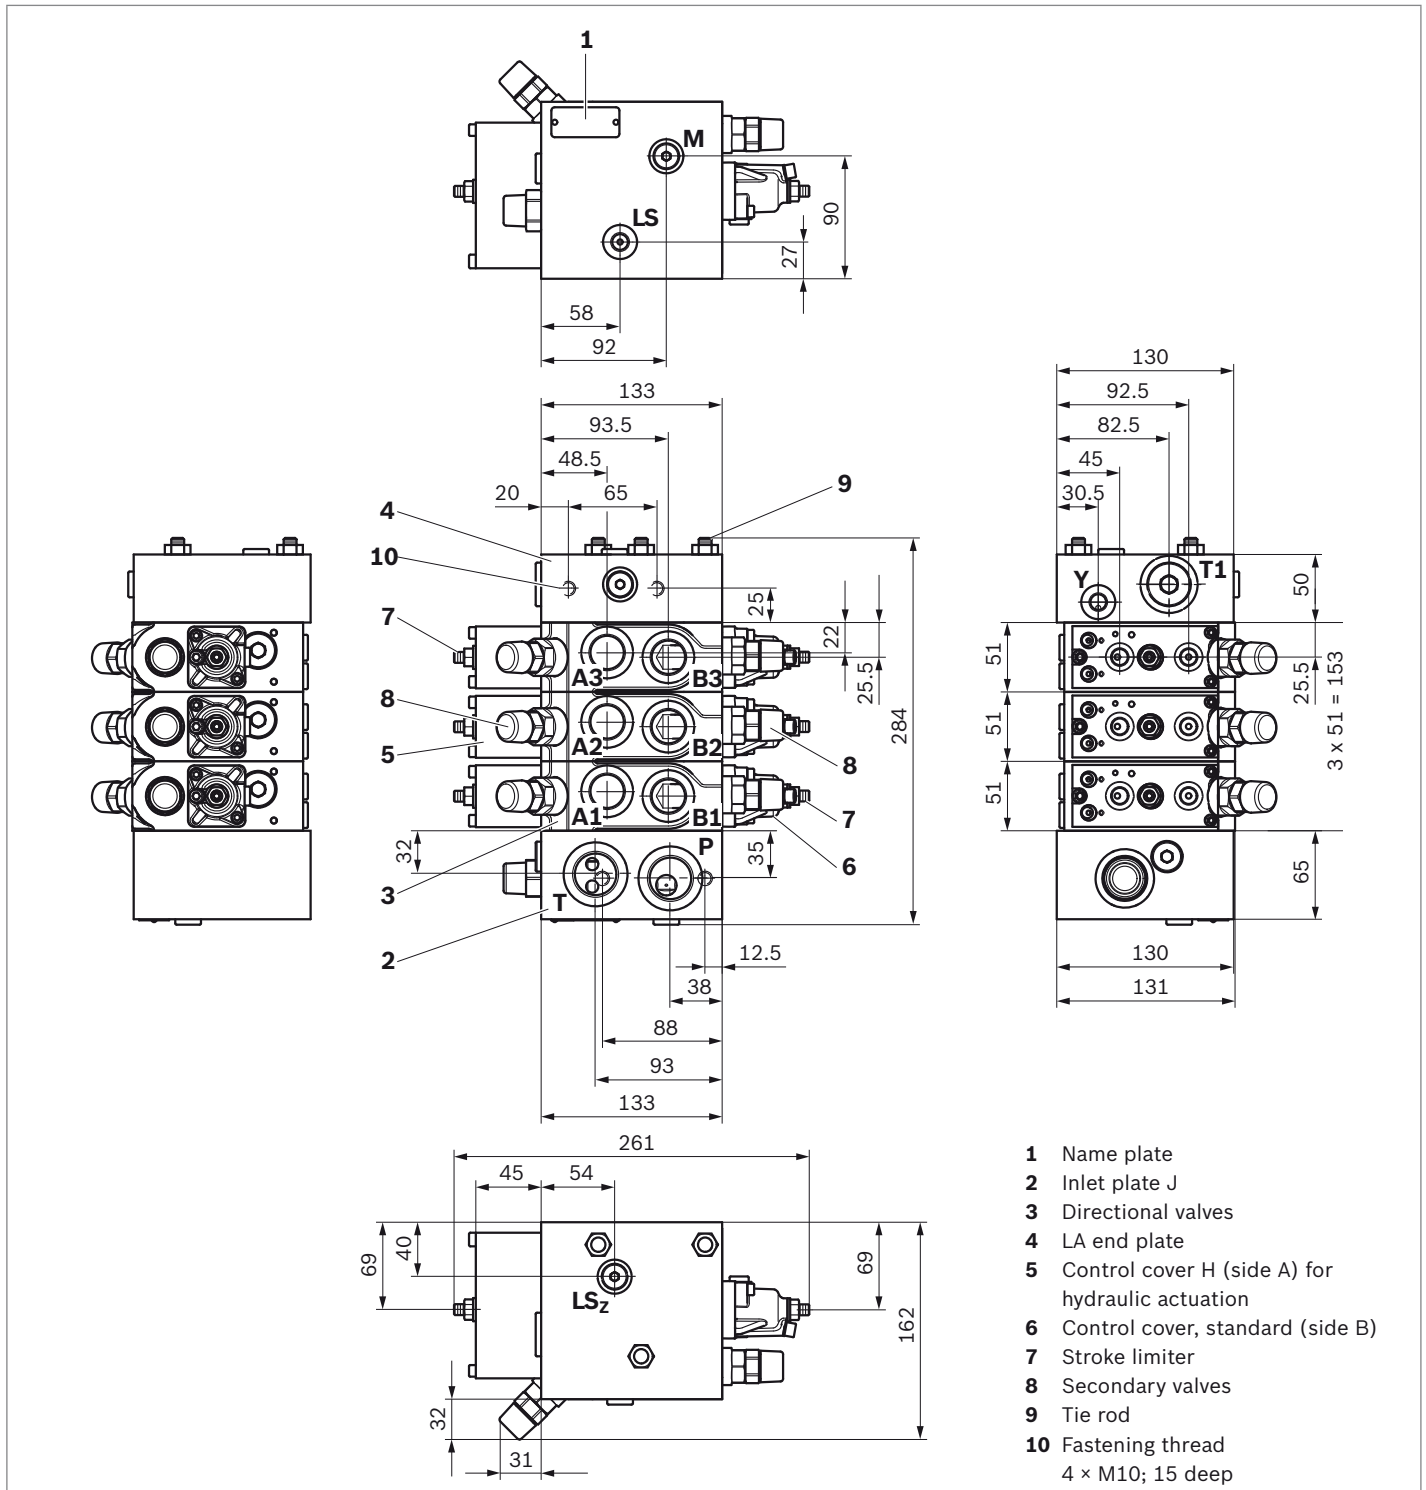 1
M
LS
90
27
58
92
133
93.5
48.5
20
65
9
4
10
7
8
5
3
2
25
22
25.5
284
A3
B3
A2
B2
A1
B1
8
7
6
32
35
P
T
12.5
38
88
93
133
130
92.5
82.5
45
30.5
Y
T1
50
51
51
51
25.5
3 x 51 = 153
65
130
131
261
45
54
69
40
LSZ
69
162
32
31
1 Name plate
2 Inlet plate J
3 Directional valves
4 LA end plate
5 Control cover H (side A) for
hydraulic actuation
6 Control cover, standard (side B)
7 Stroke limiter
8 Secondary valves
9 Tie rod
10 Fastening thread
4 × M10; 15 deep